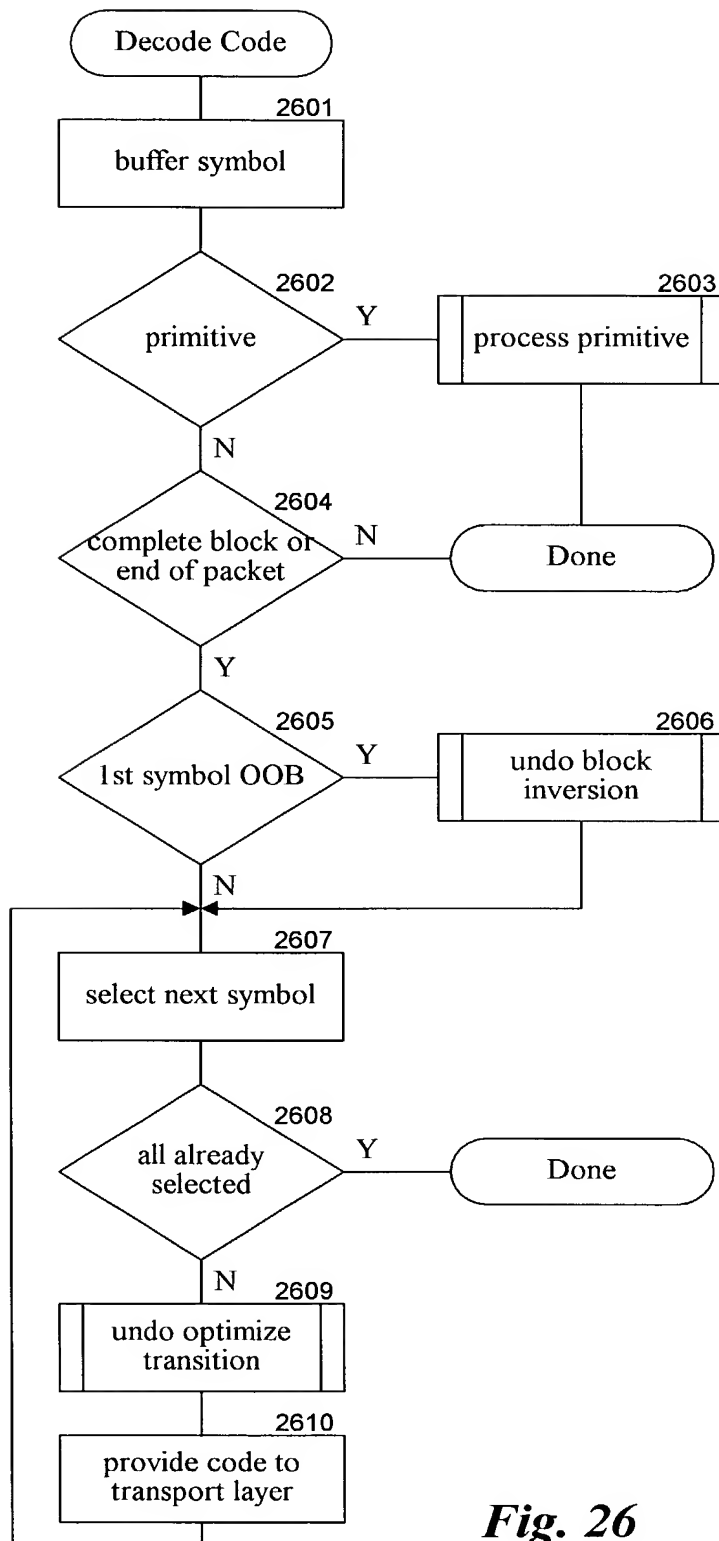 Decode Code
2601
buffer symbol
2602
primitive
Y
2603
process primitive
N
2604
complete block or
end of packet
N
Done
Y
2605
1st symbol OOB
Y
2606
undo block
inversion
N
2607
select next symbol
2608
all already
selected
Y
Done
N
2609
undo optimize
transition
2610
provide code to
transport layer
Fig. 26